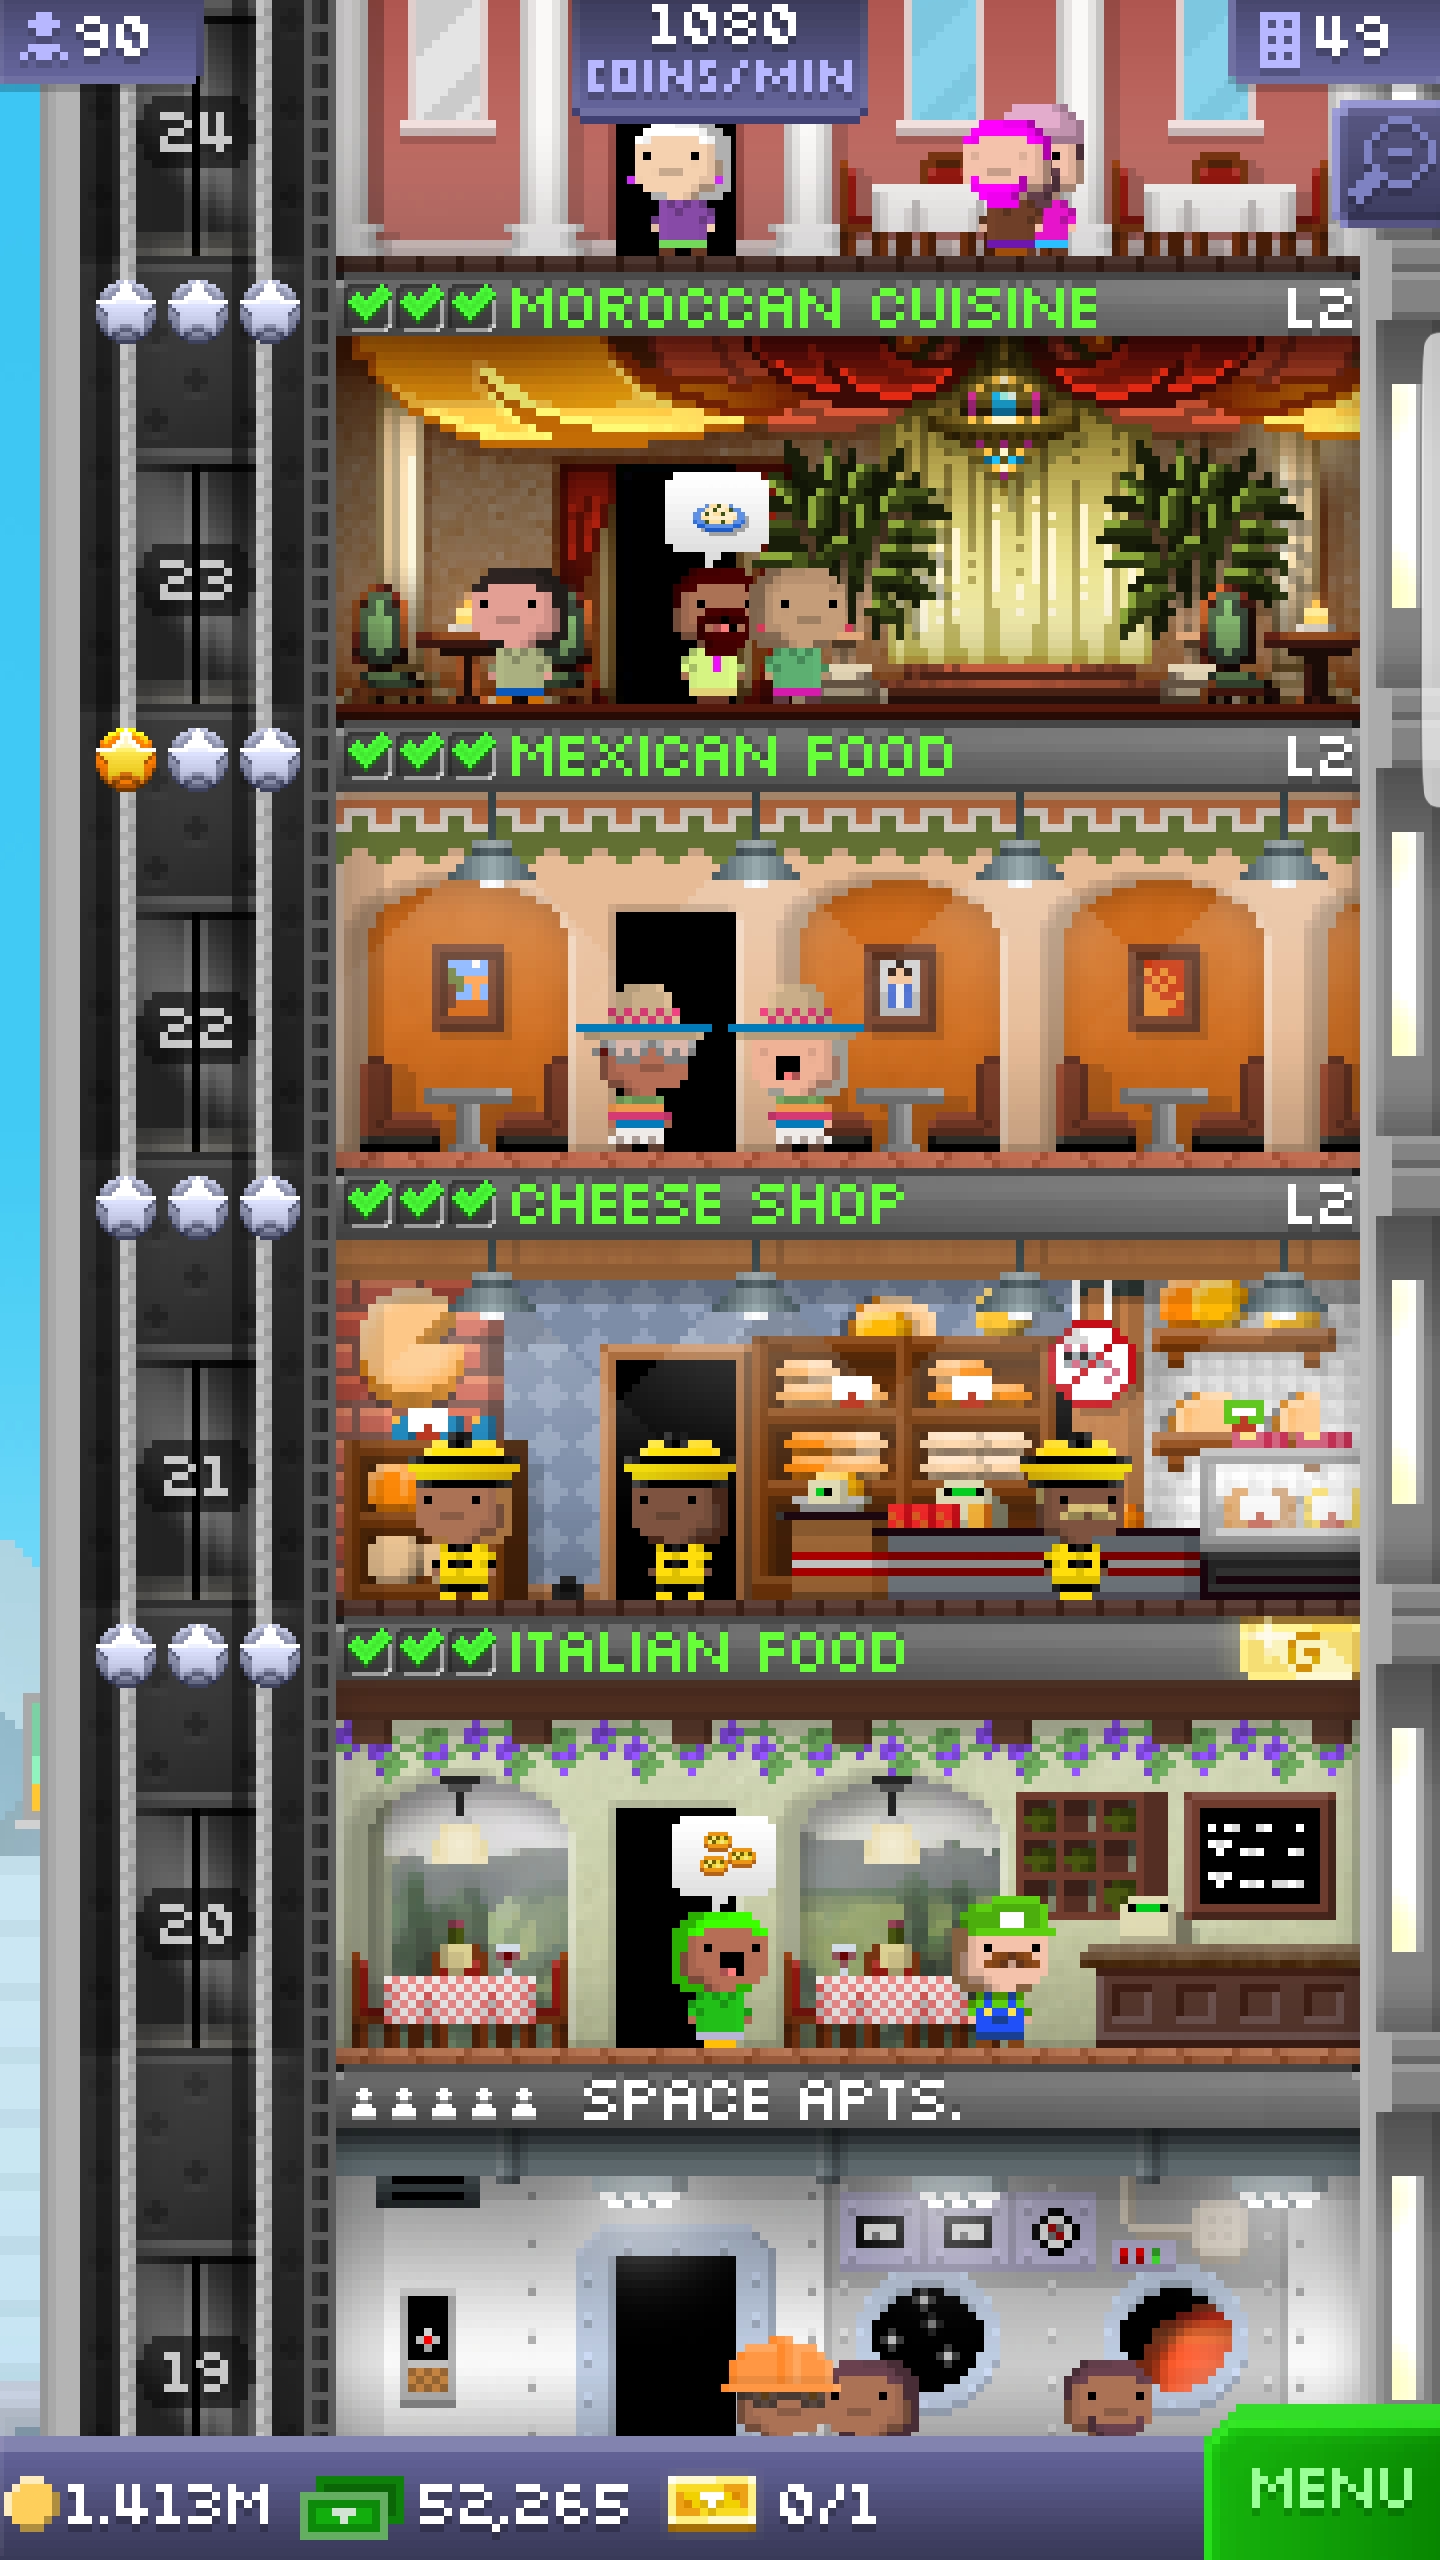 90
1080
COINS/MIN
49
24
MOROCCAN CUISINE L2
23
MEXICAN FOOD L2
22
CHEESE SHOP L2
21
ITALIAN FOOD G
20
SPACE APTS.
19
1.413M 52,265 0/1
MENU